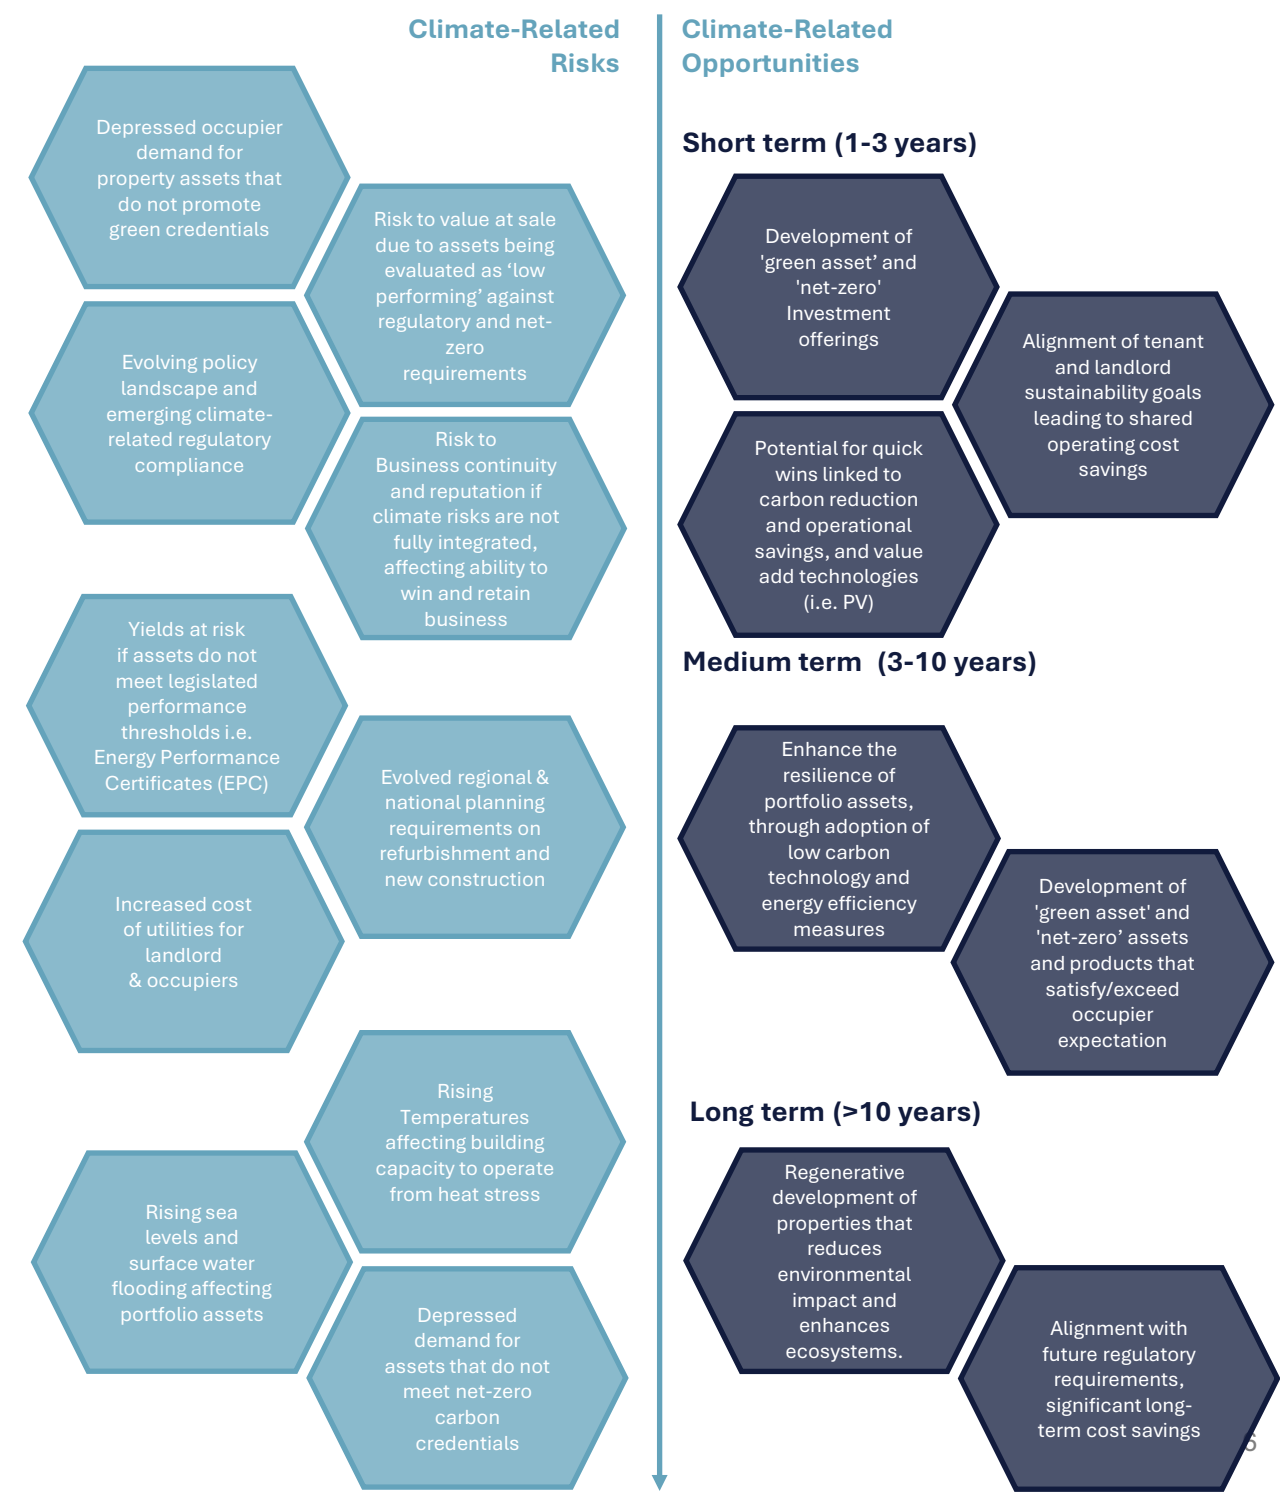 Climate-Related
Risks
Depressed occupier
demand for
property assets that
do not promote
green credentials
Risk to value at sale
due to assets being
evaluated as ‘low
performing’ against
regulatory and net-
zero
requirements
Evolving policy
landscape and
emerging climate-
related regulatory
compliance
Risk to
Business continuity
and reputation if
climate risks are not
fully integrated,
affecting ability to
win and retain
business
Yields at risk
if assets do not
meet legislated
performance
thresholds i.e.
Energy Performance
Certificates (EPC)
Evolved regional &
national planning
requirements on
refurbishment and
new construction
Increased cost
of utilities for
landlord
& occupiers
Rising
Temperatures
affecting building
capacity to operate
from heat stress
Rising sea
levels and
surface water
flooding affecting
portfolio assets
Depressed
demand for
assets that do not
meet net-zero
carbon
credentials
Climate-Related
Opportunities
Short term (1-3 years)
Development of
'green asset’ and
'net-zero'
Investment
offerings
Alignment of tenant
and landlord
sustainability goals
leading to shared
operating cost
savings
Potential for quick
wins linked to
carbon reduction
and operational
savings, and value
add technologies
(i.e. PV)
Medium term  (3-10 years)
Enhance the
resilience of
portfolio assets,
through adoption of
low carbon
technology and
energy efficiency
measures
Development of
'green asset' and
'net-zero’ assets
and products that
satisfy/exceed
occupier
expectation
Long term (>10 years)
Regenerative
development of
properties that
reduces
environmental
impact and
enhances
ecosystems.
Alignment with
future regulatory
requirements,
significant long-
term cost savings